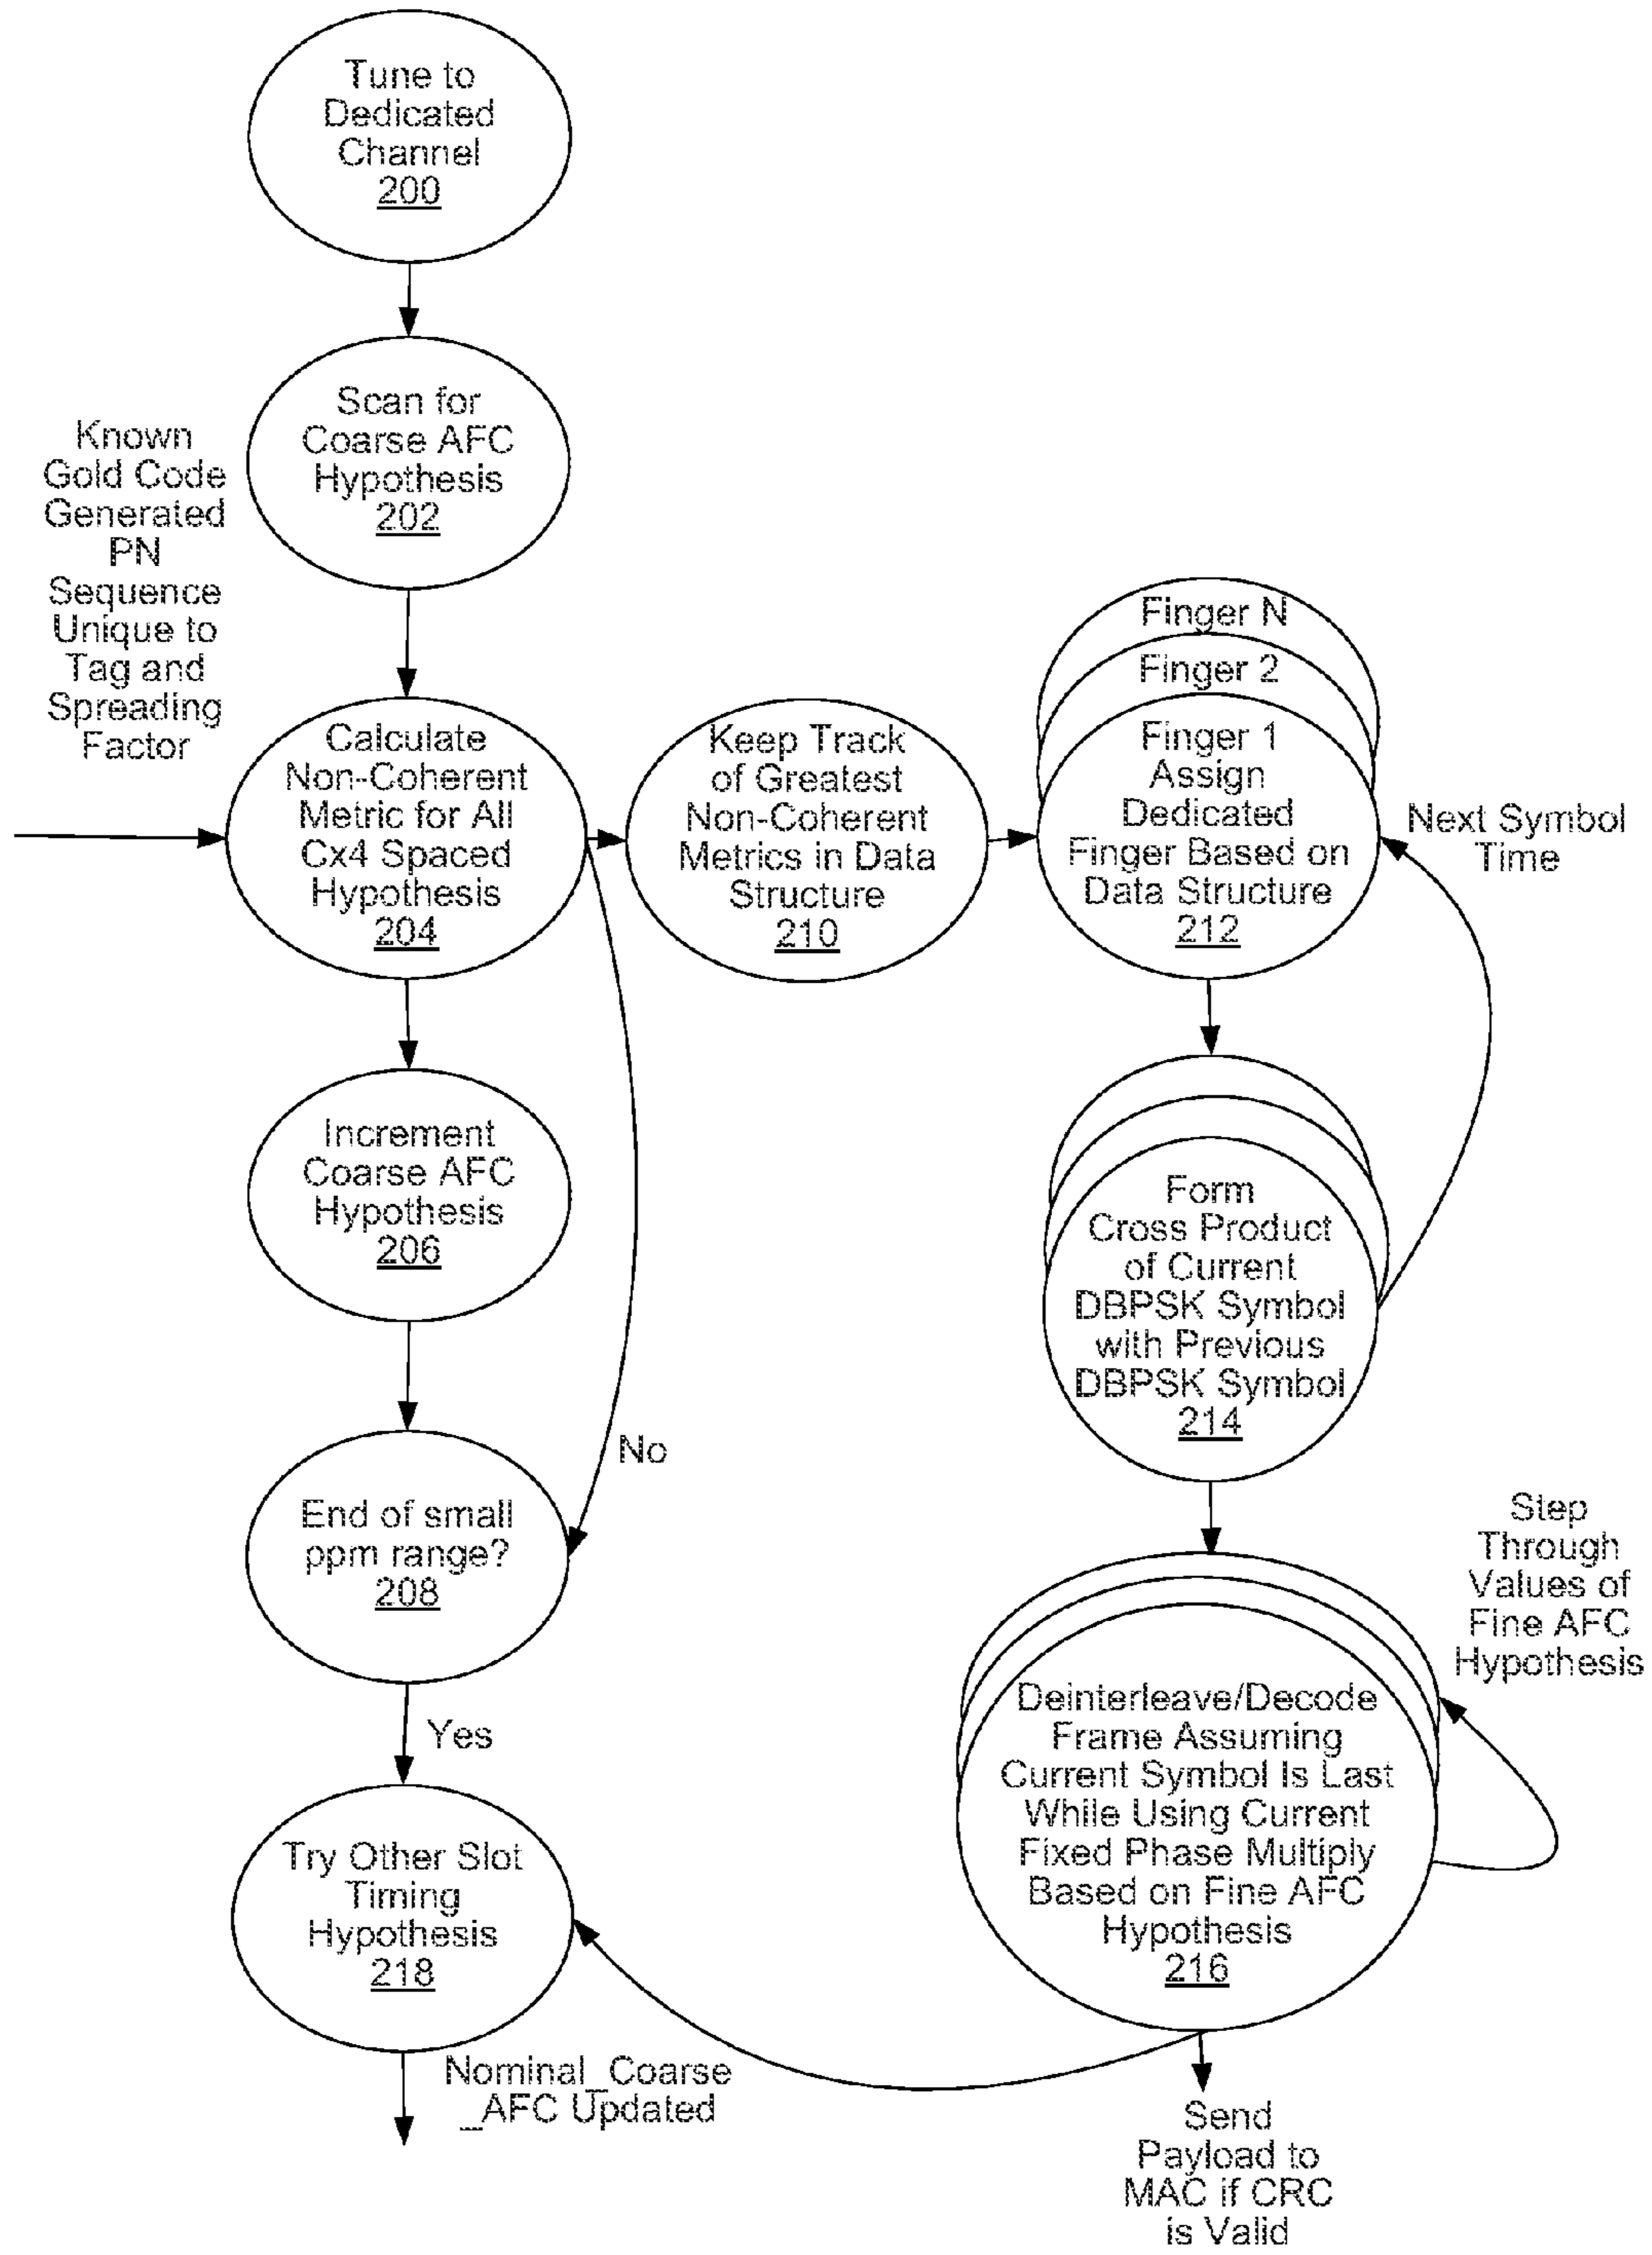 Tune to
Dedicated
Channel
200
Scan for
Coarse AFC
Hypothesis
202
Known
Gold Code
Generated
PN
Sequence
Unique to
Tag and
Spreading
Factor
Calculate
Non-Coherent
Metric for All
Cx4 Spaced
Hypothesis
204
Keep Track
of Greatest
Non-Coherent
Metrics in Data
Structure
210
Finger N
Finger 2
Finger 1
Assign
Dedicated
Finger Based on
Data Structure
212
Next Symbol
Time
Increment
Coarse AFC
Hypothesis
206
Form
Cross Product
of Current
DBPSK Symbol
with Previous
DBPSK Symbol
214
No
End of small
ppm range?
208
Yes
Step
Through
Values of
Fine AFC
Hypothesis
Deinterleave/Decode
Frame Assuming
Current Symbol Is Last
While Using Current
Fixed Phase Multiply
Based on Fine AFC
Hypothesis
216
Try Other Slot
Timing
Hypothesis
218
Nominal_Coarse
_AFC Updated
Send
Payload to
MAC if CRC
is Valid